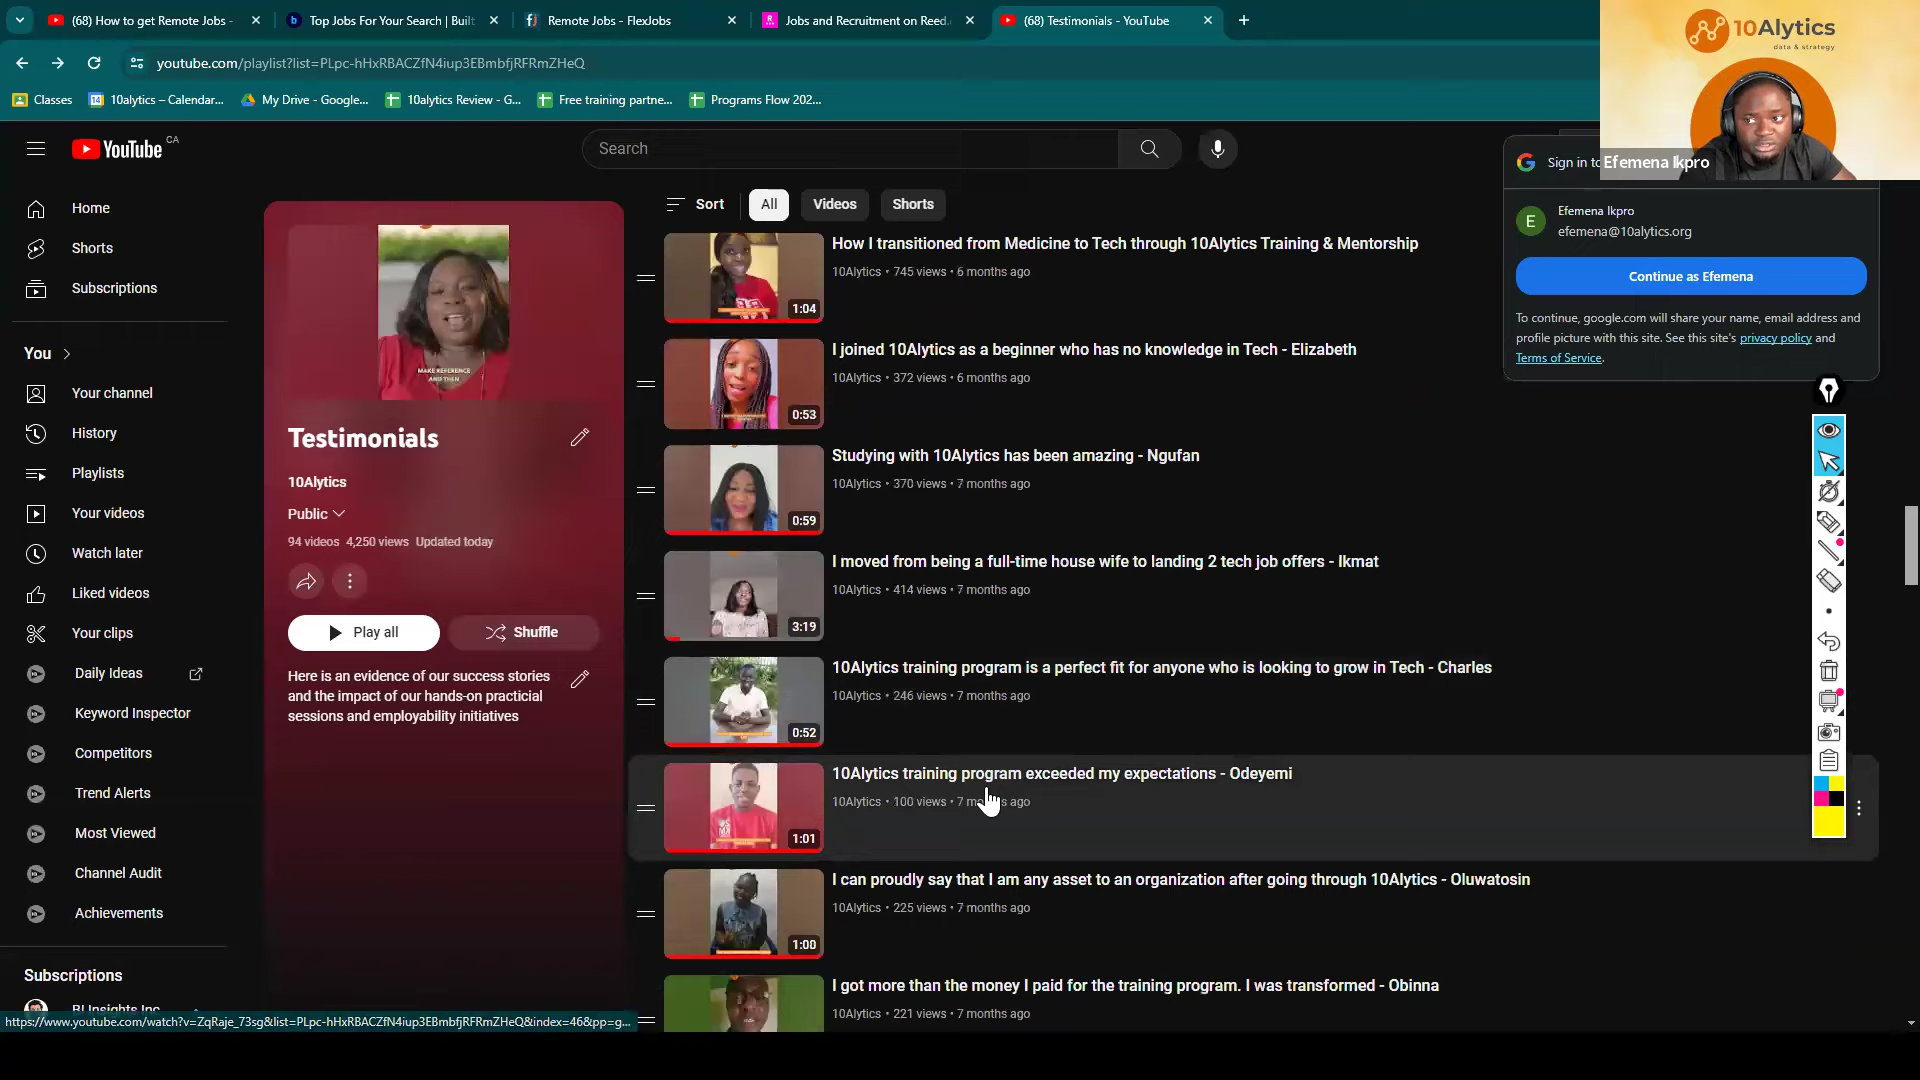 (68) How to get Remote Jobs -
Top Jobs For Your Search | Built
Remote Jobs - FlexJobs
Jobs and Recruitment on Reed.
(68) Testimonials - YouTube
youtube.com/playlist?list=PLpc-hHxRBACZfN4iup3EBmbfjRFRmZHeQ
Classes
10alytics – Calendar...
My Drive - Google...
10alytics Review - G...
Free training partne...
Programs Flow 202...
10Alytics
data & strategy
Efemena Ikpro
YouTube CA
Search
Sign in to
Efemena Ikpro
efemena@10alytics.org
Continue as Efemena
To continue, google.com will share your name, email address and
profile picture with this site. See this site's privacy policy and
Terms of Service.
Home
Shorts
Subscriptions
You
Your channel
History
Playlists
Your videos
Watch later
Liked videos
Your clips
Daily Ideas
Keyword Inspector
Competitors
Trend Alerts
Most Viewed
Channel Audit
Achievements
Subscriptions
BI Insights Inc
MAKE REFERENCE
AND THEN
Testimonials
10Alytics
Public
94 videos 4,250 views Updated today
Play all
Shuffle
Here is an evidence of our success stories
and the impact of our hands-on practicial
sessions and employability initiatives
Sort
All
Videos
Shorts
How I transitioned from Medicine to Tech through 10Alytics Training & Mentorship
10Alytics • 745 views • 6 months ago
1:04
I joined 10Alytics as a beginner who has no knowledge in Tech - Elizabeth
10Alytics • 372 views • 6 months ago
0:53
Studying with 10Alytics has been amazing - Ngufan
10Alytics • 370 views • 7 months ago
0:59
I moved from being a full-time house wife to landing 2 tech job offers - Ikmat
10Alytics • 414 views • 7 months ago
3:19
10Alytics training program is a perfect fit for anyone who is looking to grow in Tech - Charles
10Alytics • 246 views • 7 months ago
0:52
10Alytics training program exceeded my expectations - Odeyemi
10Alytics • 100 views • 7 months ago
1:01
I can proudly say that I am any asset to an organization after going through 10Alytics - Oluwatosin
10Alytics • 225 views • 7 months ago
1:00
I got more than the money I paid for the training program. I was transformed - Obinna
10Alytics • 221 views • 7 months ago
https://www.youtube.com/watch?v=ZqRaje_73sg&list=PLpc-hHxRBACZfN4iup3EBmbfjRFRmZHeQ&index=46&pp=g...